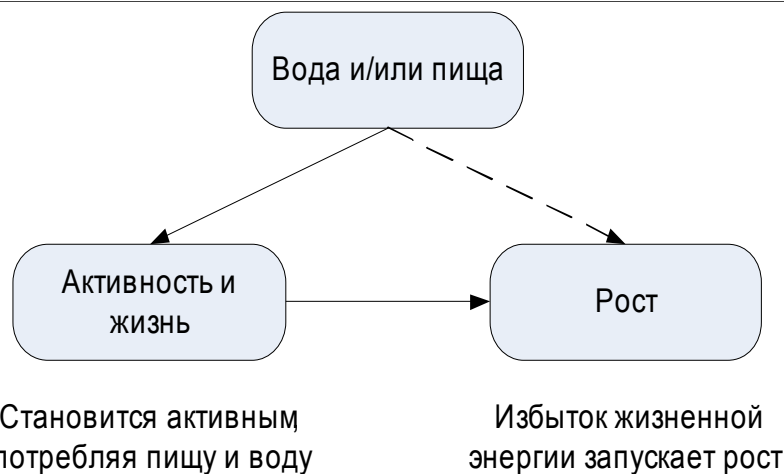 Вода и/или пища
Активность и
жизнь
Рост
Становится активным,
потребляя пищу и воду
Избыток жизненной
энергии запускает рост